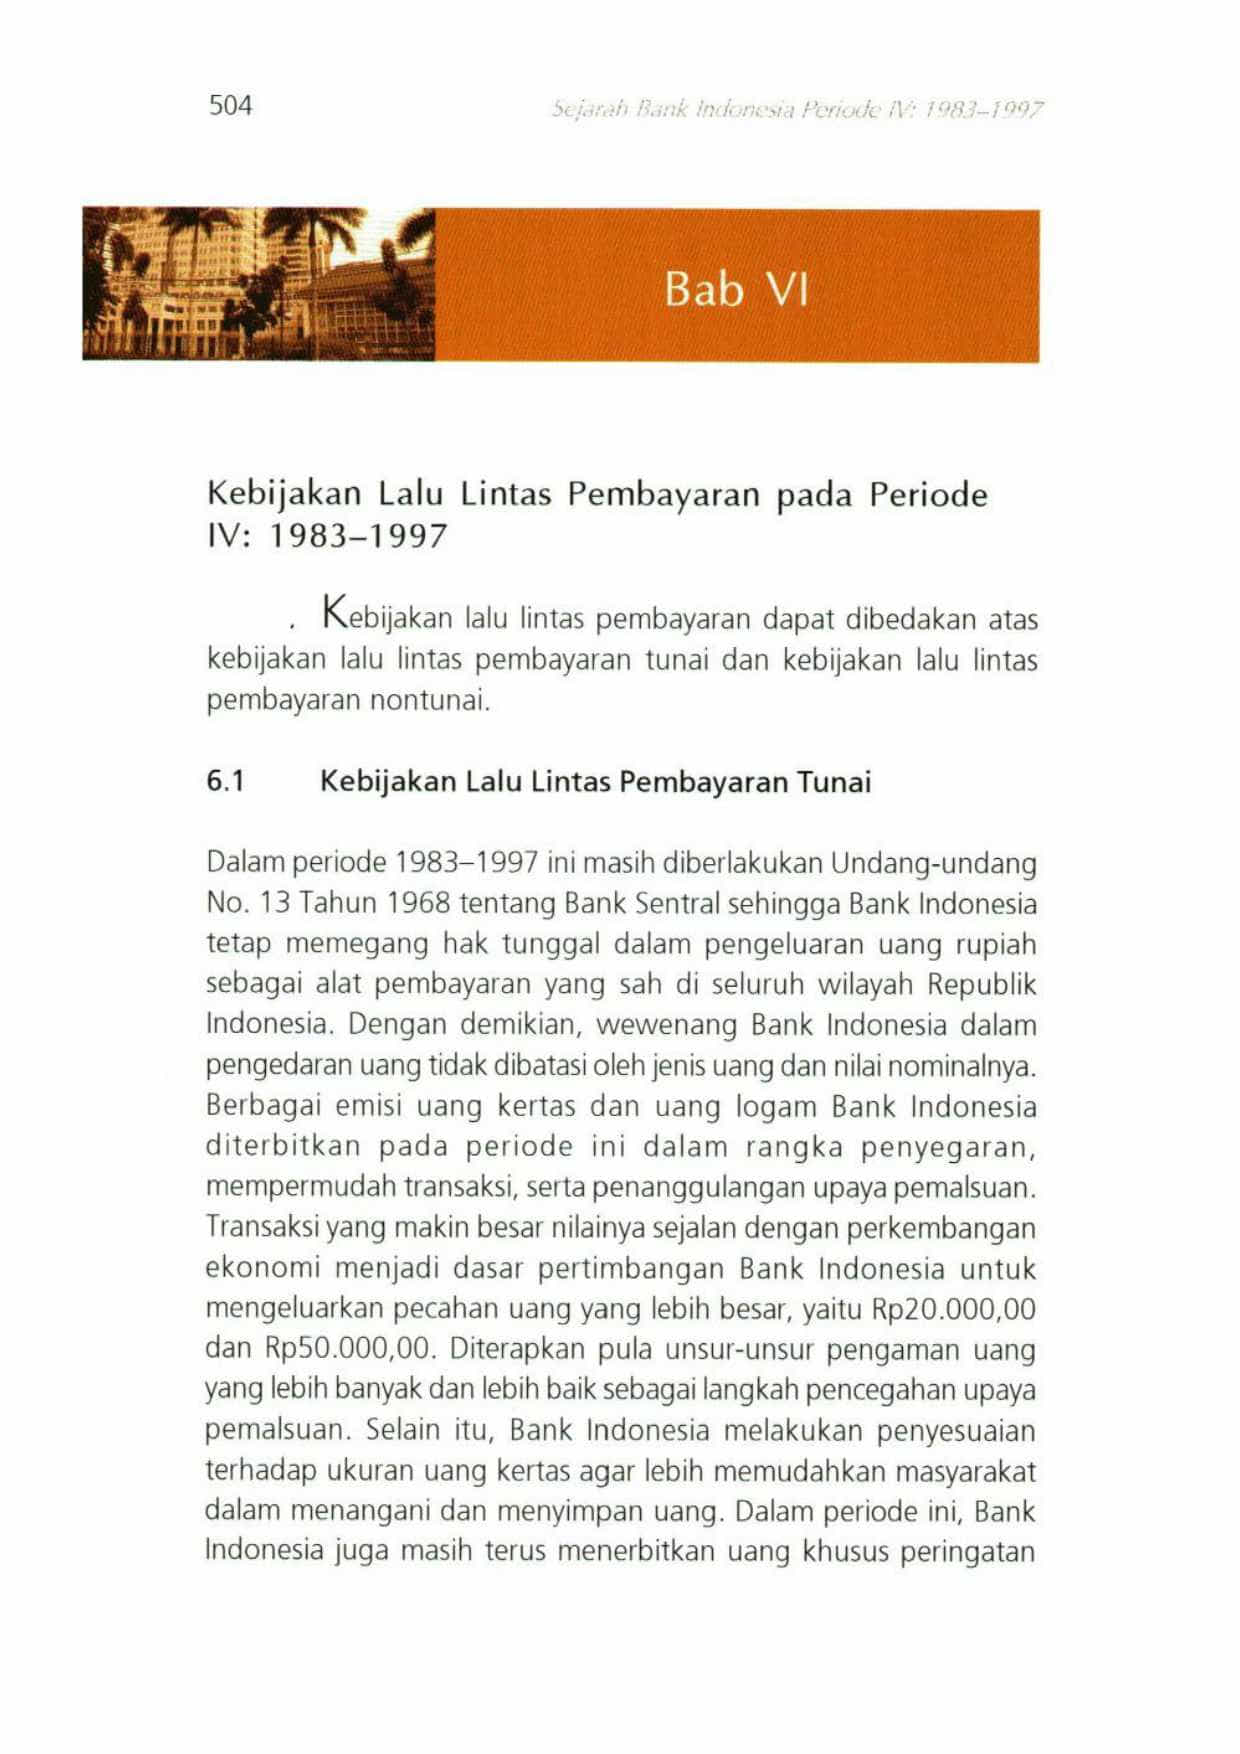 504
Sejarah Bank Indonesia Periode IV: 1983–1997
Bab VI
Kebijakan Lalu Lintas Pembayaran pada Periode
IV: 1983–1997
. Kebijakan lalu lintas pembayaran dapat dibedakan atas
kebijakan lalu lintas pembayaran tunai dan kebijakan lalu lintas
pembayaran nontunai.
6.1 Kebijakan Lalu Lintas Pembayaran Tunai
Dalam periode 1983–1997 ini masih diberlakukan Undang-undang
No. 13 Tahun 1968 tentang Bank Sentral sehingga Bank Indonesia
tetap memegang hak tunggal dalam pengeluaran uang rupiah
sebagai alat pembayaran yang sah di seluruh wilayah Republik
Indonesia. Dengan demikian, wewenang Bank Indonesia dalam
pengedaran uang tidak dibatasi oleh jenis uang dan nilai nominalnya.
Berbagai emisi uang kertas dan uang logam Bank Indonesia
diterbitkan pada periode ini dalam rangka penyegaran,
mempermudah transaksi, serta penanggulangan upaya pemalsuan.
Transaksi yang makin besar nilainya sejalan dengan perkembangan
ekonomi menjadi dasar pertimbangan Bank Indonesia untuk
mengeluarkan pecahan uang yang lebih besar, yaitu Rp20.000,00
dan Rp50.000,00. Diterapkan pula unsur-unsur pengaman uang
yang lebih banyak dan lebih baik sebagai langkah pencegahan upaya
pemalsuan. Selain itu, Bank Indonesia melakukan penyesuaian
terhadap ukuran uang kertas agar lebih memudahkan masyarakat
dalam menangani dan menyimpan uang. Dalam periode ini, Bank
Indonesia juga masih terus menerbitkan uang khusus peringatan